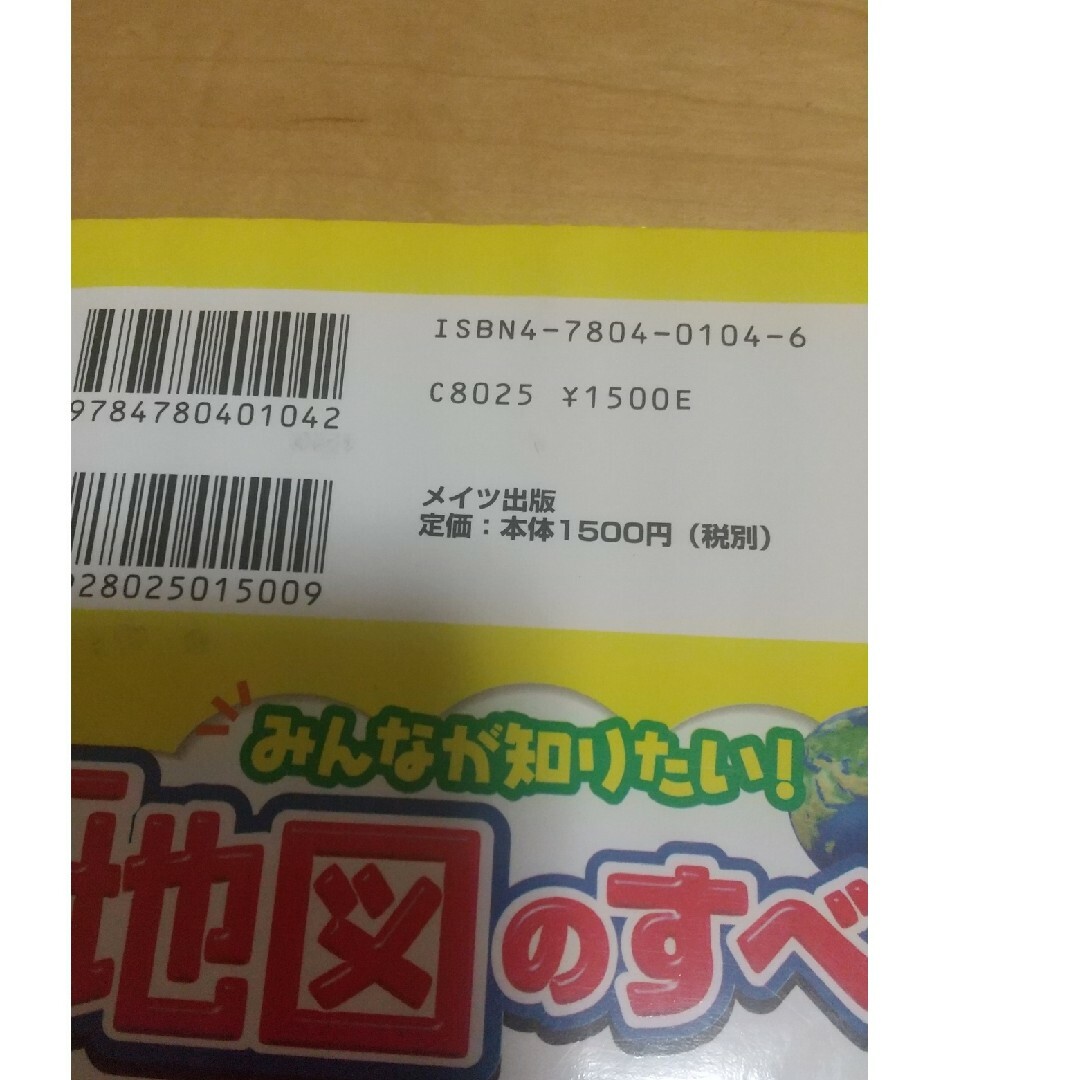 ISBN4-7804-0104-6
9784780401042
C8025 ¥1500E
メイツ出版
定価：本体1500円（税別）
28025015009
みんなが知りたい！
地図のすべ